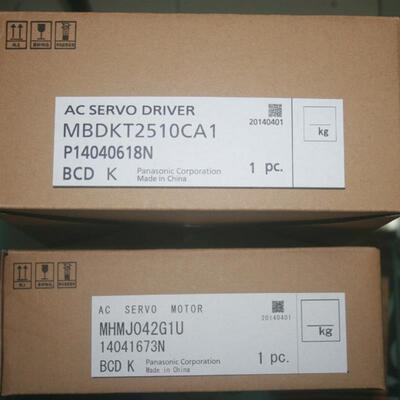 AC SERVO DRIVER
20140401
MBDKT2510CA1
P14040618N
kg
BCD K
Panasonic Corporation
Made in China
1 pc.
AC SERVO MOTOR
20140401
MHMJ042G1U
14041673N
kg
BCD K
Panasonic Corporation
Made in China
1 pc.